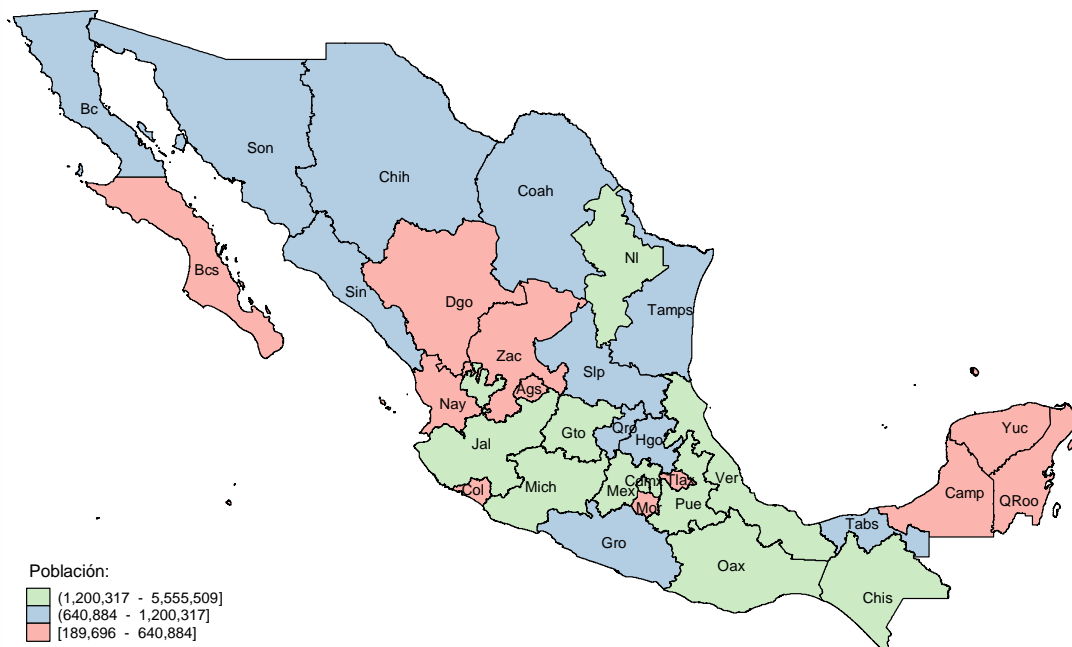 Bc
Son
Chih
Coah
Nl
Bcs
Sin
Dgo
Tamps
Zac
Slp
Ags
Nay
Qro
Yuc
Gto
Hgo
Jal
Cdmx
Tlax
Ver
Col
Mich
Mex
Camp
QRoo
Mo
Pue
Tabs
Gro
Oax
Chis
Población:
(1,200,317 - 5,555,509]
(640,884 - 1,200,317]
[189,696 - 640,884]